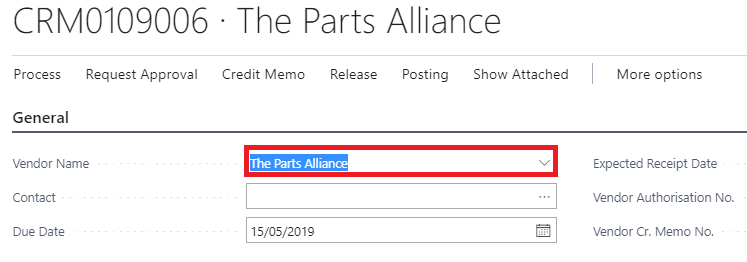 CRM0109006 · The Parts Alliance
Process Request Approval Credit Memo Release Posting Show Attached More options
General
Vendor Name The Parts Alliance Expected Receipt Date
Contact Vendor Authorisation No.
Due Date 15/05/2019 Vendor Cr. Memo No.